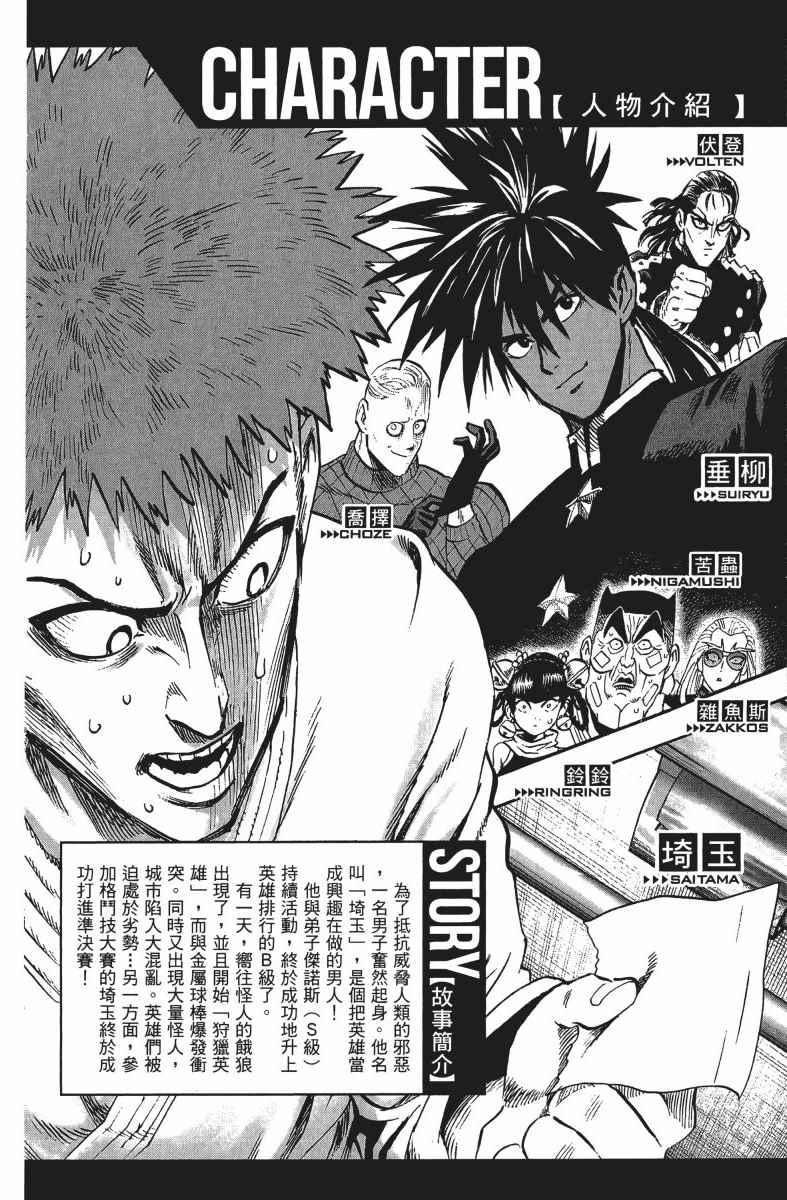 CHARACTER【人物介紹】
伏登
VOLTEN
垂柳
SUIRYU
喬擇
CHOZE
苦蟲
NIGAMUSHI
雜魚斯
ZAKKOS
鈴鈴
RINGRING
埼玉
SAITAMA
STORY【故事簡介】
為了抵抗威脅人類的邪惡
，一名男子奮然起身。他名
叫「埼玉」，是個把英雄當
成興趣在做的男人！
他與弟子傑諾斯（S級）
持續活動，終於成功地升上
英雄排行的B級了。
有一天，嚮往怪人的餓狼
出現了，並且開始「狩獵英
雄」，而與金屬球棒爆發衝
突。同時又出現大量怪人，
城市陷入大混亂。英雄們被
迫處於劣勢…另一方面，參
加格鬥技大賽的埼玉終於成
功打進準決賽！